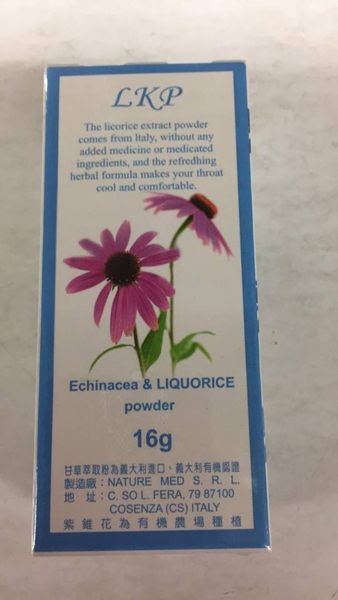 LKP
The licorice extract powder
comes from Italy, without any
added medicine or medicated
ingredients, and the refredhing
herbal formula makes your throat
cool and comfortable.
Echinacea & LIQUORICE
powder
16g
甘草萃取粉為義大利進口、義大利有機認證
製造廠：NATURE MED S. R. L.
地 址：C. SO L. FERA, 79 87100
COSENZA (CS) ITALY
紫錐花為有機農場種植